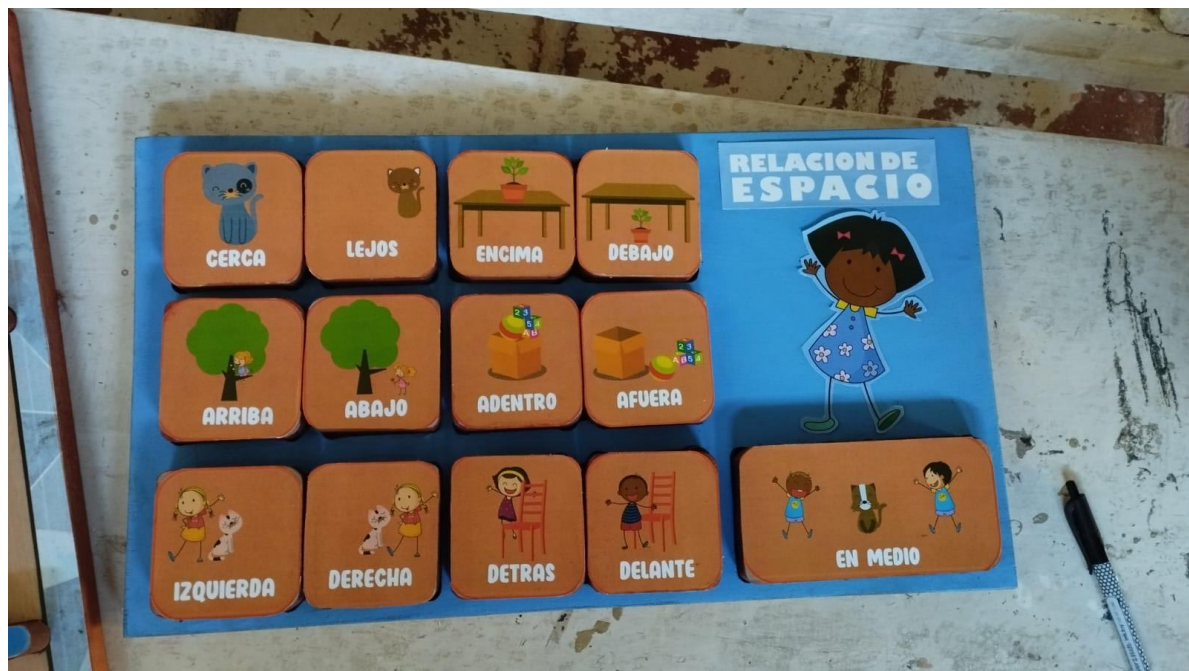 RELACION DE
ESPACIO
CERCA
LEJOS
ENCIMA
DEBAJO
ARRIBA
ABAJO
ADENTRO
AFUERA
IZQUIERDA
DERECHA
DETRAS
DELANTE
EN MEDIO